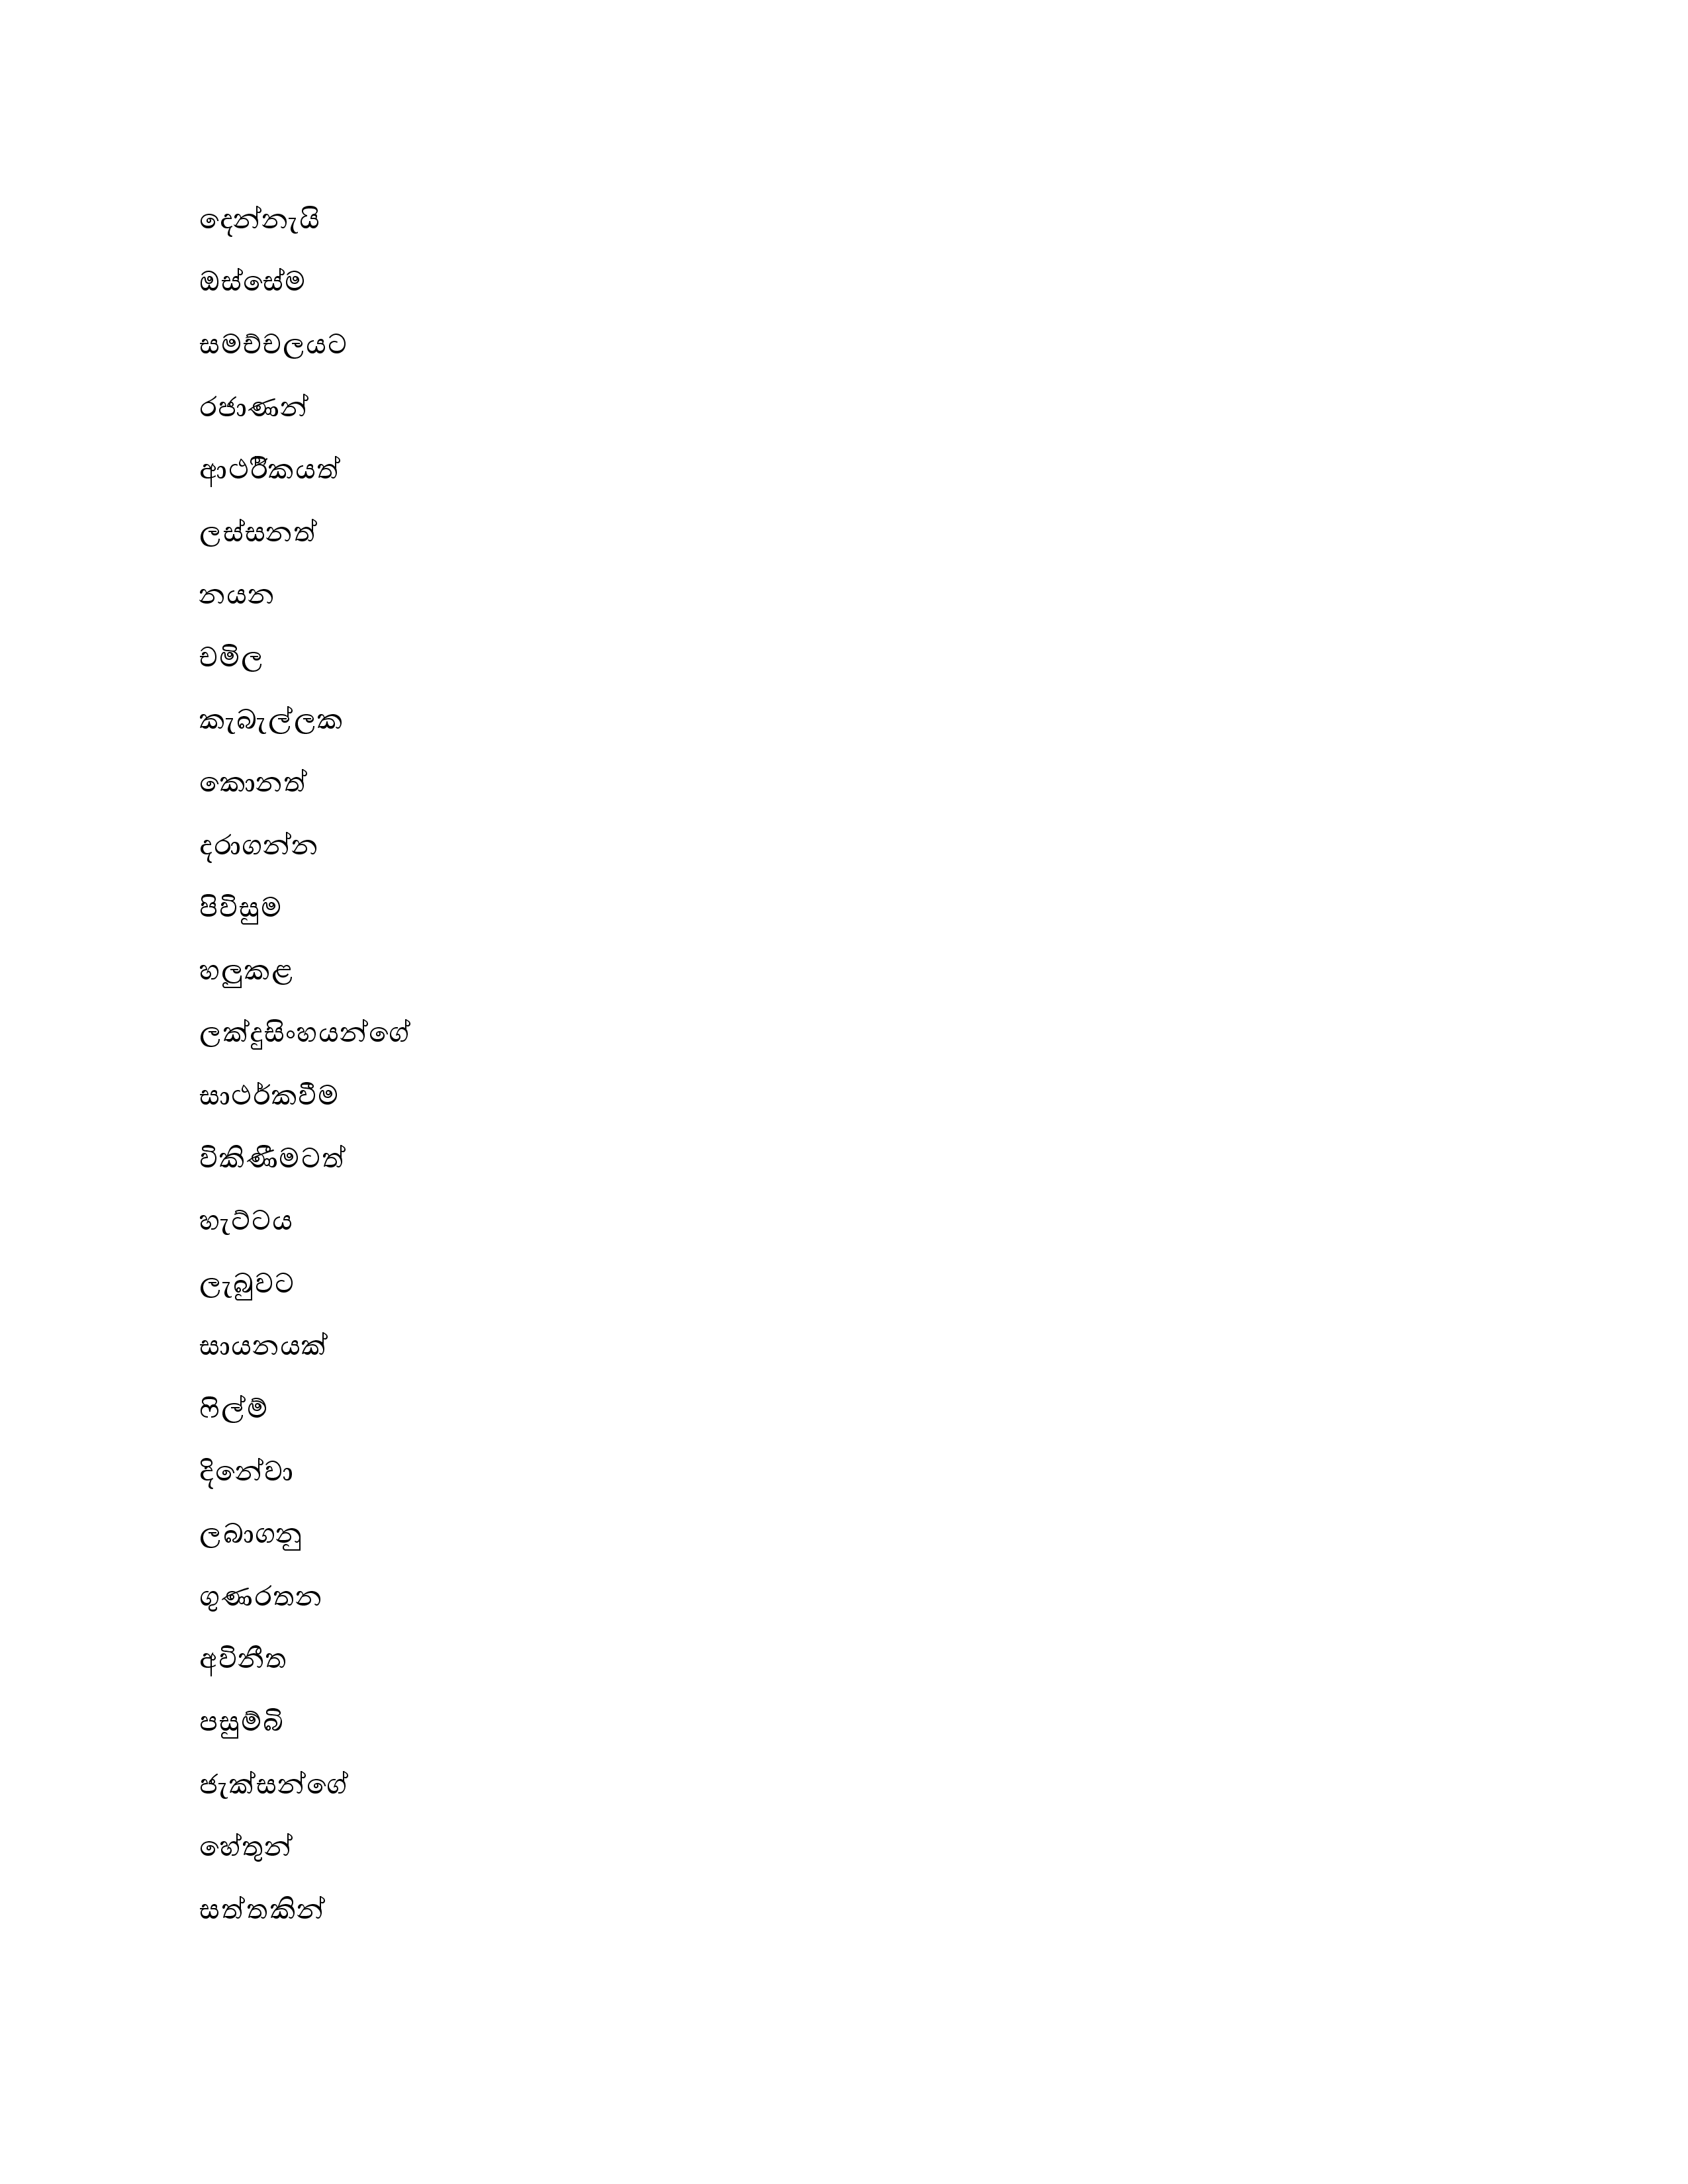 දෙන්නැයි
ඔස්සේම
සමච්චලයට
රජාණන්
ආර්ථිකයත්
ලස්සනත්
නයන
චමිල
කැබැල්ලක
කොනත්
දරාගන්න
පිවිසුම
හලුකළ
ලක්දුසිංහයන්ගේ
සාර්ථකවීම
විකිණීමටත්
හැට්ටය
ලැබුවට
සායනයක්
ෆිල්ම්
දිනේවා
ලබාගනු
ගුණරතන
අවිනීත
පසුම්බි
ජැක්සන්ගේ
හේතුන්
සත්තකින්